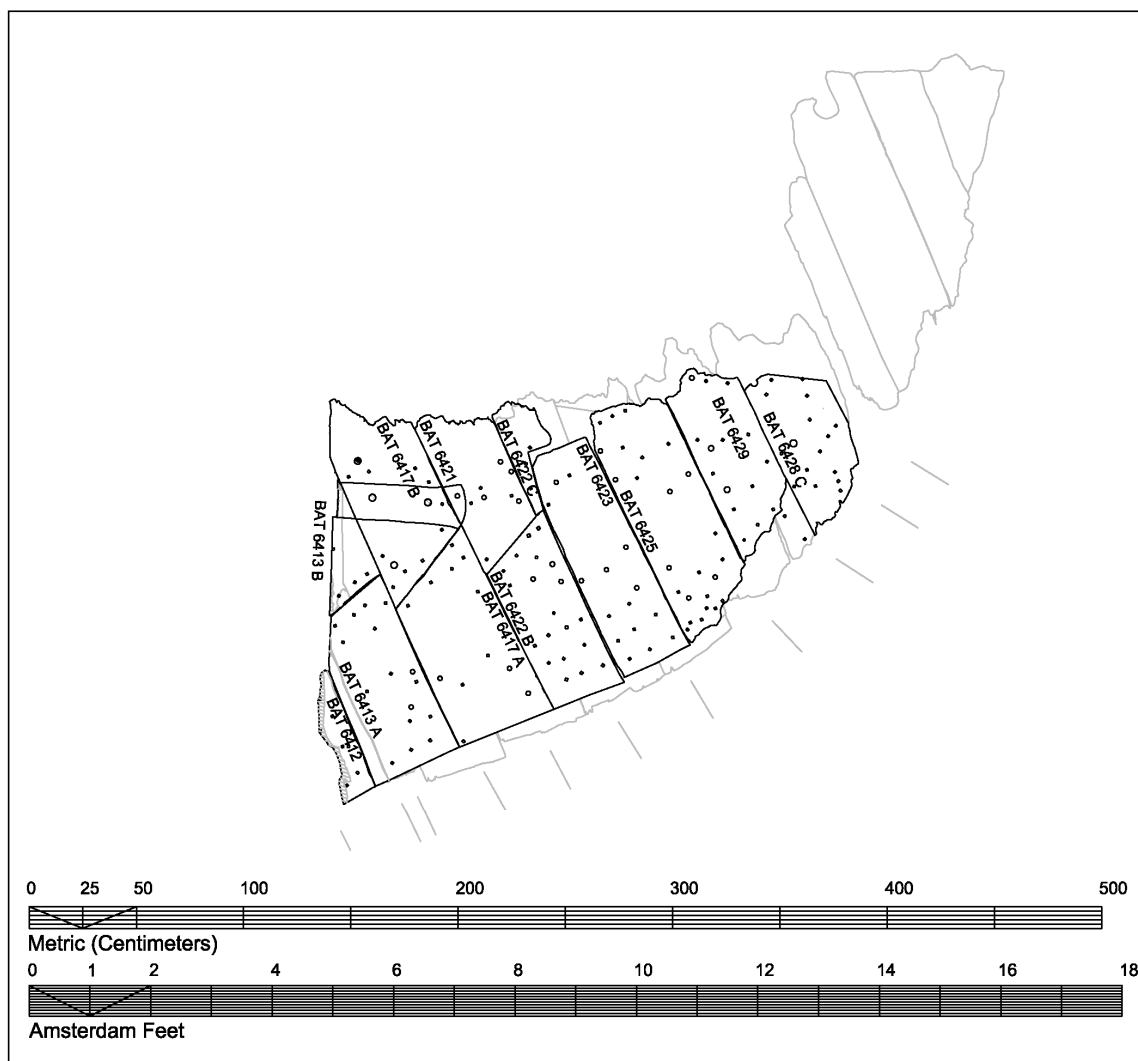 BAT 6417 B
BAT 6421
BAT 6422 C
BAT 6423
BAT 6425
BAT 6429
BAT 6428 C
BAT 6413 B
BAT 6422 B
BAT 6417 A
BAT 6413 A
BAT 6412
0 25 50 100 200 300 400 500
Metric (Centimeters)
0 1 2 4 6 8 10 12 14 16 18
Amsterdam Feet